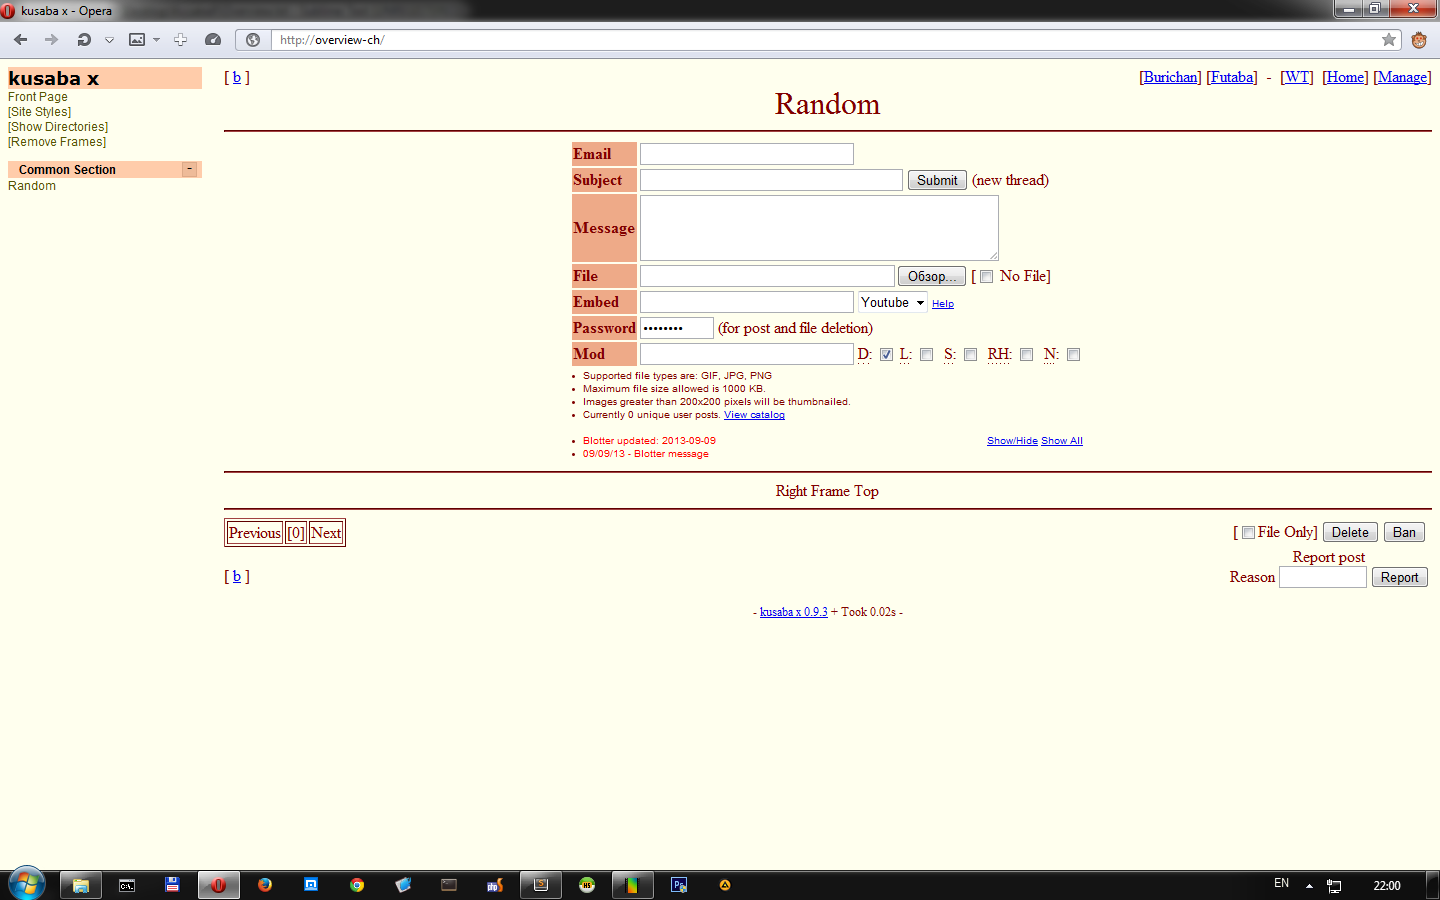 kusaba x - Opera
http://overview-ch/
kusaba x
Front Page
[Site Styles]
[Show Directories]
[Remove Frames]
Common Section -
Random
[ b ] [Burichan] [Futaba] - [WT] [Home] [Manage]
Random
Email
Subject Submit (new thread)
Message
File Обзор... [ No File]
Embed Youtube Help
Password •••••••• (for post and file deletion)
Mod D: L: S: RH: N:
• Supported file types are: GIF, JPG, PNG
• Maximum file size allowed is 1000 KB.
• Images greater than 200x200 pixels will be thumbnailed.
• Currently 0 unique user posts. View catalog
• Blotter updated: 2013-09-09 Show/Hide Show All
• 09/09/13 - Blotter message
Right Frame Top
Previous [0] Next [ File Only] Delete Ban
Report post
[ b ] Reason Report
- kusaba x 0.9.3 + Took 0.02s -
C:\. php S HS Ps EN 22:00